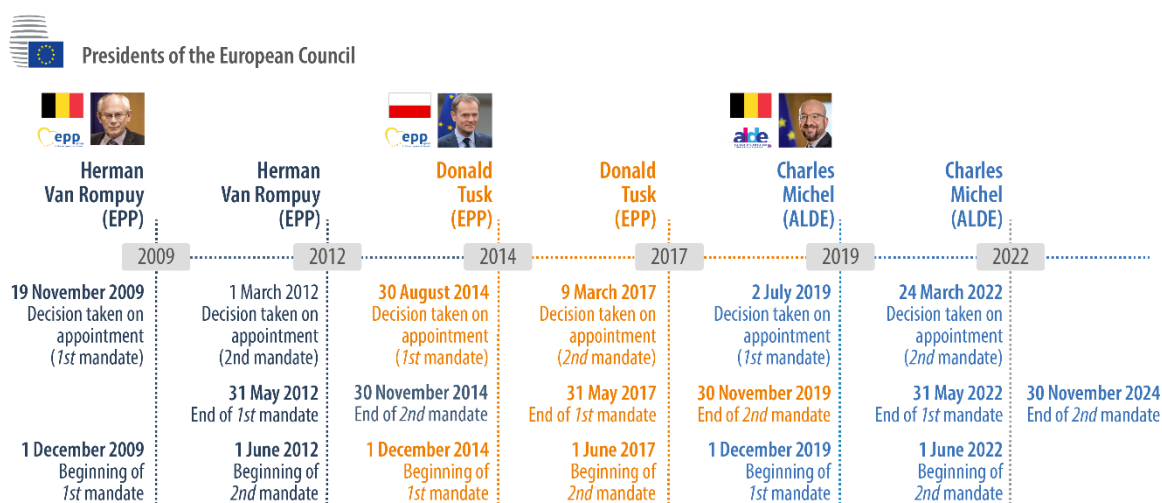 Presidents of the European Council
epp
epp
alde
Herman
Van Rompuy
(EPP)
Herman
Van Rompuy
(EPP)
Donald
Tusk
(EPP)
Donald
Tusk
(EPP)
Charles
Michel
(ALDE)
Charles
Michel
(ALDE)
2009
2012
2014
2017
2019
2022
19 November 2009
Decision taken on
appointment
(1st mandate)
1 March 2012
Decision taken on
appointment
(2nd mandate)
30 August 2014
Decision taken on
appointment
(1st mandate)
9 March 2017
Decision taken on
appointment
(2nd mandate)
2 July 2019
Decision taken on
appointment
(1st mandate)
24 March 2022
Decision taken on
appointment
(2nd mandate)
31 May 2012
End of 1st mandate
30 November 2014
End of 2nd mandate
31 May 2017
End of 1st mandate
30 November 2019
End of 2nd mandate
31 May 2022
End of 1st mandate
30 November 2024
End of 2nd mandate
1 December 2009
Beginning of
1st mandate
1 June 2012
Beginning of
2nd mandate
1 December 2014
Beginning of
1st mandate
1 June 2017
Beginning of
2nd mandate
1 December 2019
Beginning of
1st mandate
1 June 2022
Beginning of
2nd mandate